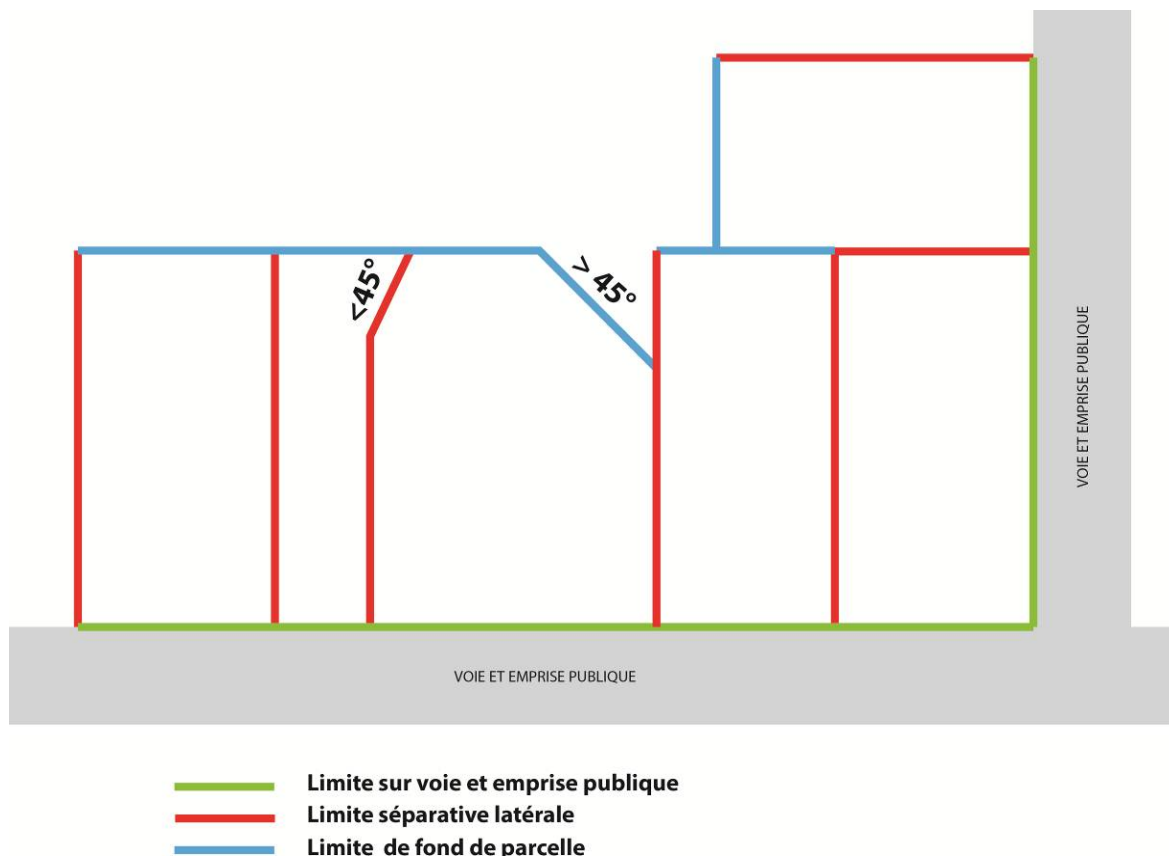 <45°
> 45°
VOIE ET EMPRISE PUBLIQUE
VOIE ET EMPRISE PUBLIQUE
Limite sur voie et emprise publique
Limite séparative latérale
Limite de fond de parcelle